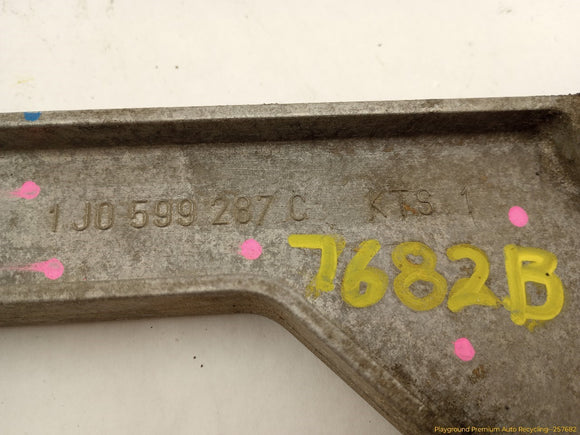 1J0 599 287 C KTS 1
7682B
Playground Premium Auto Recycling--257682